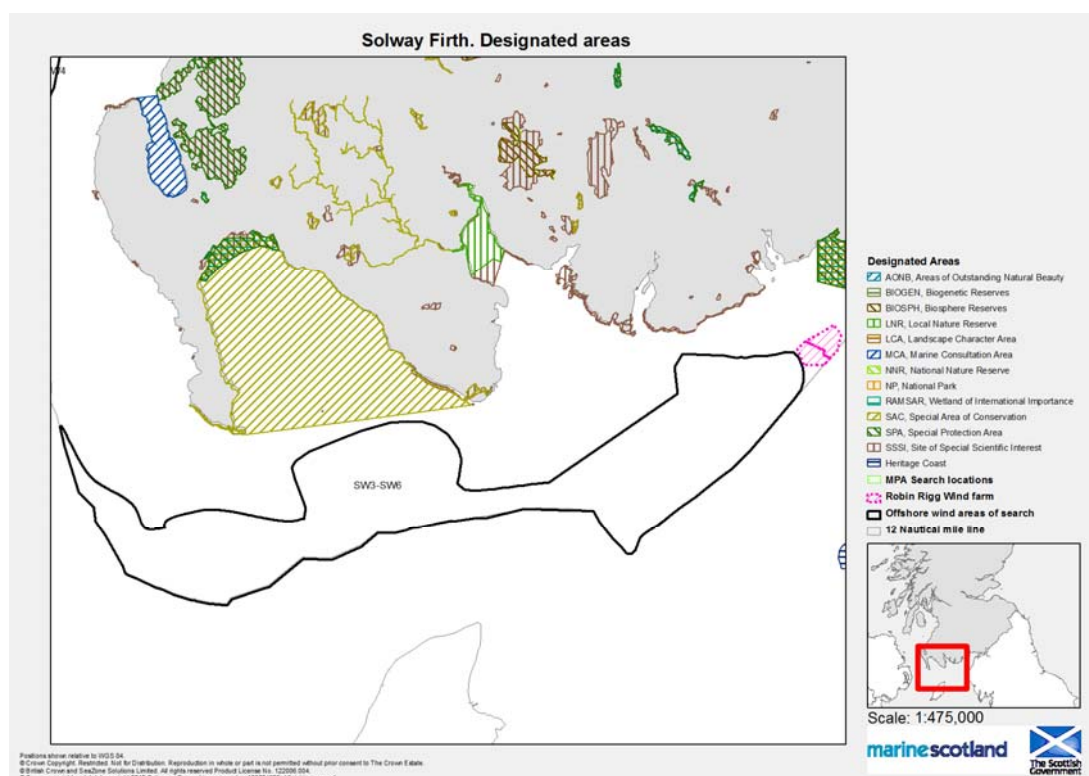 Solway Firth. Designated areas
SW3-SW6
Designated Areas
AONB, Areas of Outstanding Natural Beauty
BIOGEN, Biogenetic Reserves
BIOSPH, Biosphere Reserves
LNR, Local Nature Reserve
LCA, Landscape Character Area
MCA, Marine Consultation Area
NNR, National Nature Reserve
NP, National Park
RAMSAR, Wetland of International Importance
SAC, Special Area of Conservation
SPA, Special Protection Area
SSSI, Site of Special Scientific Interest
Heritage Coast
MPA Search locations
Robin Rigg Wind farm
Offshore wind areas of search
12 Nautical mile line
Scale: 1:475,000
marinescotland
The Scottish
Government
Positions shown relative to WGS 84.
© Crown Copyright. Restricted. Not for Distribution. Reproduction in whole or part is not permitted without prior consent to The Crown Estate.
© British Crown and SeaZone Solutions Limited. All rights reserved Product License No. 122006.004.